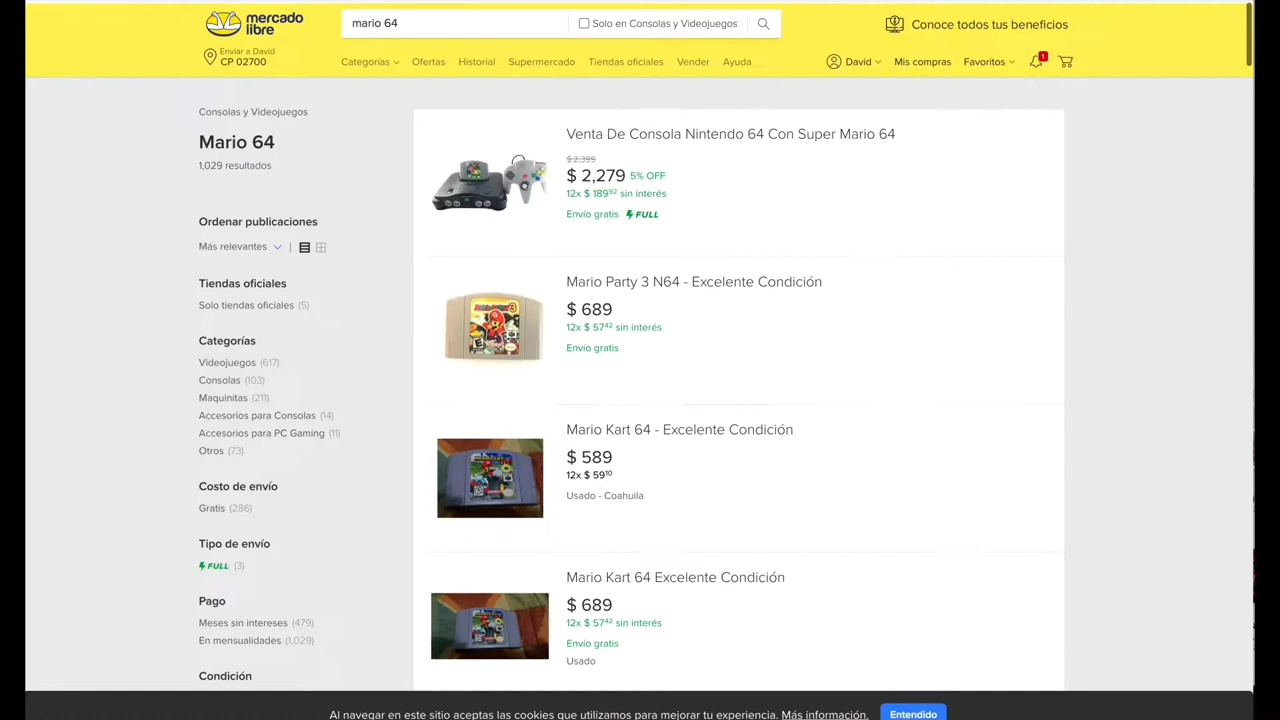 mercado
libre
mario 64
Solo en Consolas y Videojuegos
Conoce todos tus beneficios
Enviar a David
CP 02700
Categorías
Ofertas
Historial
Supermercado
Tiendas oficiales
Vender
Ayuda
David
Mis compras
Favoritos
1
Consolas y Videojuegos
Mario 64
1,029 resultados
Ordenar publicaciones
Más relevantes
Tiendas oficiales
Solo tiendas oficiales (5)
Categorías
Videojuegos (617)
Consolas (103)
Maquinitas (211)
Accesorios para Consolas (14)
Accesorios para PC Gaming (11)
Otros (73)
Costo de envío
Gratis (286)
Tipo de envío
FULL (3)
Pago
Meses sin intereses (479)
En mensualidades (1,029)
Condición
Venta De Consola Nintendo 64 Con Super Mario 64
$ 2,399
$ 2,279 5% OFF
12x $ 189⁹² sin interés
Envío gratis FULL
Mario Party 3 N64 - Excelente Condición
$ 689
12x $ 57⁴² sin interés
Envío gratis
Mario Kart 64 - Excelente Condición
$ 589
12x $ 59¹⁰
Usado - Coahuila
Mario Kart 64 Excelente Condición
$ 689
12x $ 57⁴² sin interés
Envío gratis
Usado
Al navegar en este sitio aceptas las cookies que utilizamos para mejorar tu experiencia. Más información.
Entendido